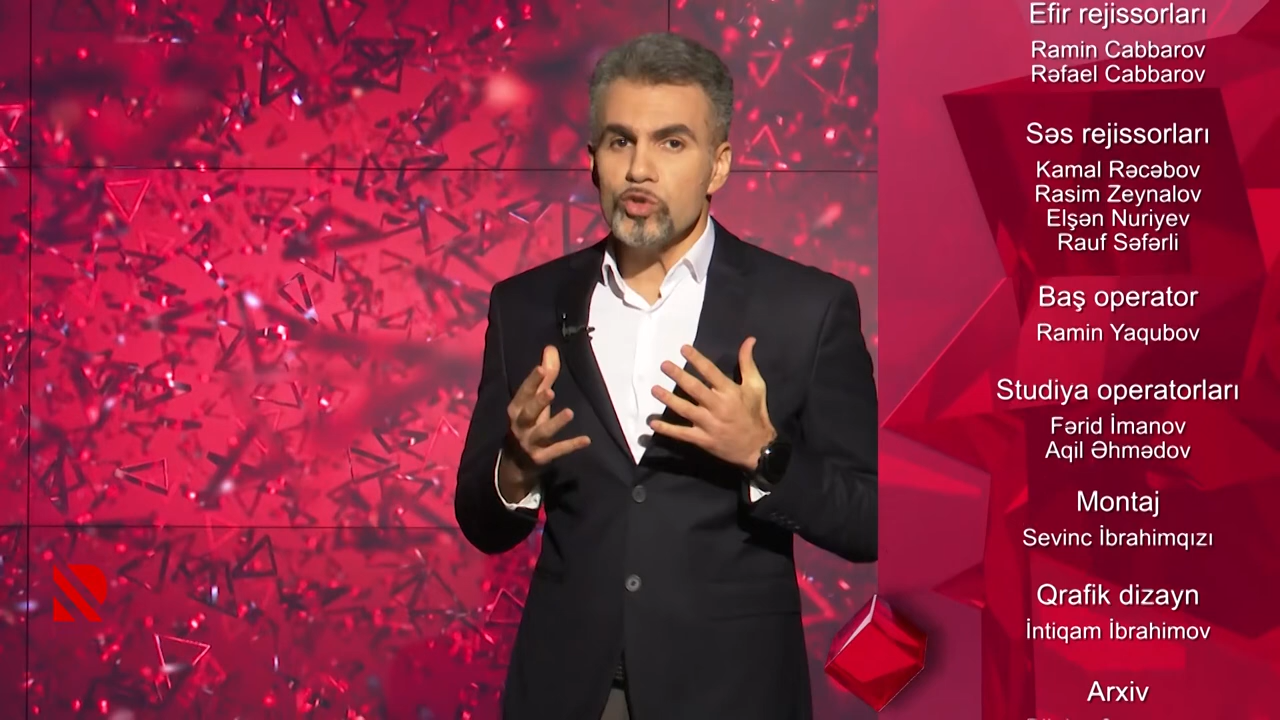 Efir rejissorları
Ramin Cabbarov
Rəfael Cabbarov
Səs rejissorları
Kamal Rəcəbov
Rasim Zeynalov
Elşən Nuriyev
Rauf Səfərli
Baş operator
Ramin Yaqubov
Studiya operatorları
Fərid İmanov
Aqil Əhmədov
Montaj
Sevinc İbrahimqızı
Qrafik dizayn
İntiqam İbrahimov
Arxiv